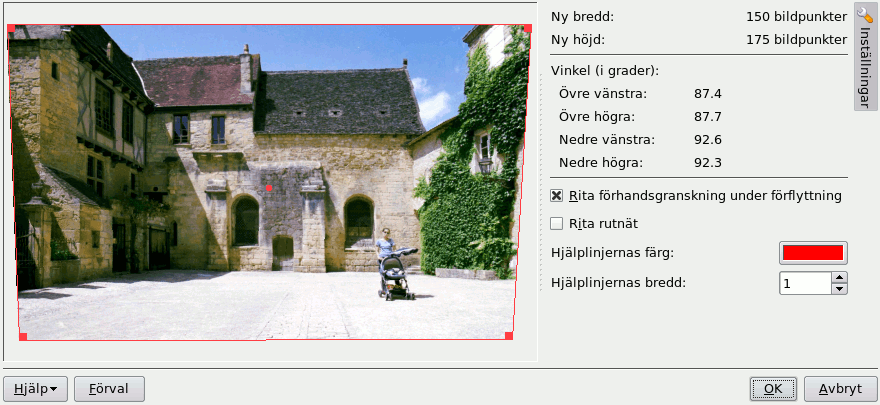 Ny bredd: 150 bildpunkter
Ny höjd: 175 bildpunkter
Vinkel (i grader):
Övre vänstra: 87.4
Övre högra: 87.7
Nedre vänstra: 92.6
Nedre högra: 92.3
Rita förhandsgranskning under förflyttning
Rita rutnät
Hjälplinjernas färg:
Hjälplinjernas bredd: 1
Inställningar
Hjälp Förval OK Avbryt